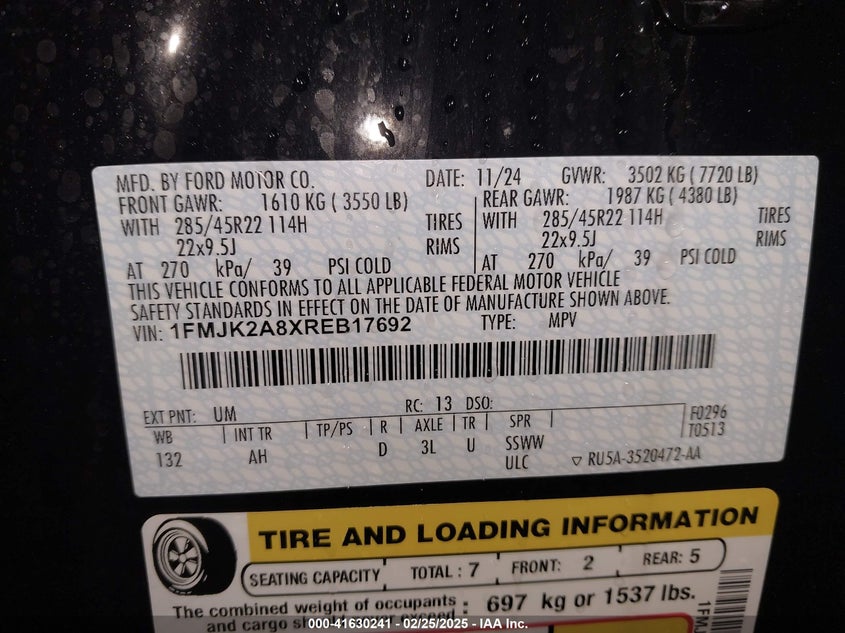 MFD. BY FORD MOTOR CO. DATE: 11/24 GVWR: 3502 KG ( 7720 LB)
FRONT GAWR: 1610 KG ( 3550 LB) REAR GAWR: 1987 KG ( 4380 LB)
WITH 285/45R22 114H TIRES WITH 285/45R22 114H TIRES
22x9.5J RIMS 22x9.5J RIMS
AT 270 kPa/ 39 PSI COLD AT 270 kPa/ 39 PSI COLD
THIS VEHICLE CONFORMS TO ALL APPLICABLE FEDERAL MOTOR VEHICLE
SAFETY STANDARDS IN EFFECT ON THE DATE OF MANUFACTURE SHOWN ABOVE.
VIN: 1FMJK2A8XREB17692 TYPE: MPV
EXT PNT: UM RC: 13 DSO: F0296
WB INT TR TP/PS R AXLE TR SPR T0513
132 AH D 3L U SSWW
ULC ▽ RU5A-3520472-AA
TIRE AND LOADING INFORMATION
SEATING CAPACITY TOTAL : 7 FRONT: 2 REAR: 5
The combined weight of occupants : 697 kg or 1537 lbs.
and cargo
1FMJ
000-41630241 - 02/25/2025 - IAA Inc.